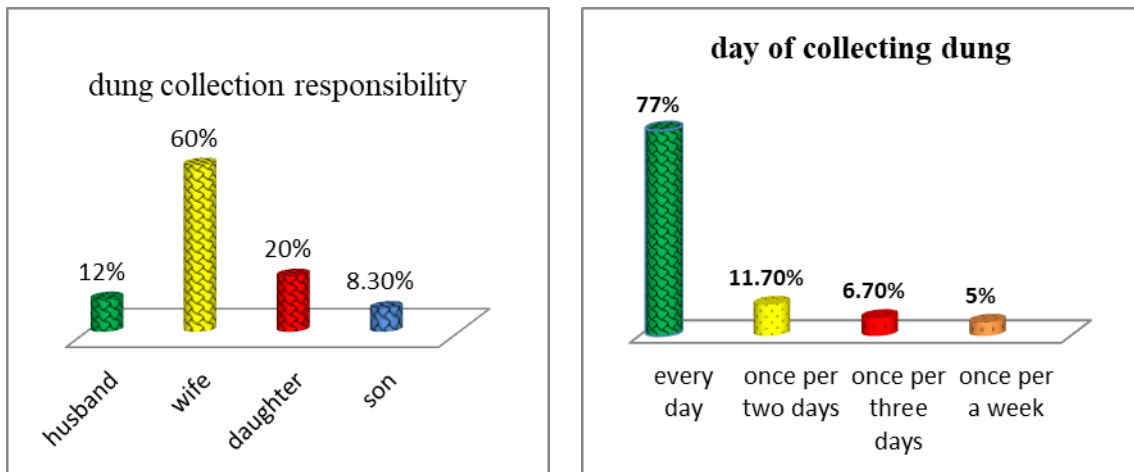 dung collection responsibility
60%
20%
12%
8.30%
husband
wife
daughter
son
day of collecting dung
77%
11.70%
6.70%
5%
every
day
once per
two days
once per
three
days
once per
a week